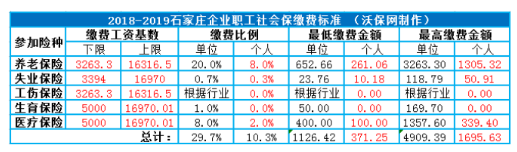 2018-2019石家庄企业职工社会保缴费标准 (沃保网制作)
参加险种 缴费工资基数 缴费比例 最低缴费金额 最高缴费金额
下限 上限 单位 个人 单位 个人 单位 个人
养老保险 3263.3 16316.5 20.0% 8.0% 652.66 261.06 3263.30 1305.32
失业保险 3394 16970 0.7% 0.3% 23.76 10.18 118.79 50.91
工伤保险 3263.3 16316.5 根据行业 0.0% 根据行业 0.00 根据行业 0.00
生育保险 5000 16970.01 1.0% 0.0% 50.00 0.00 169.70 0.00
医疗保险 5000 16970.01 8.0% 2.0% 400.00 100.00 1357.60 339.40
总计: 29.7% 10.3% 1126.42 371.25 4909.39 1695.63